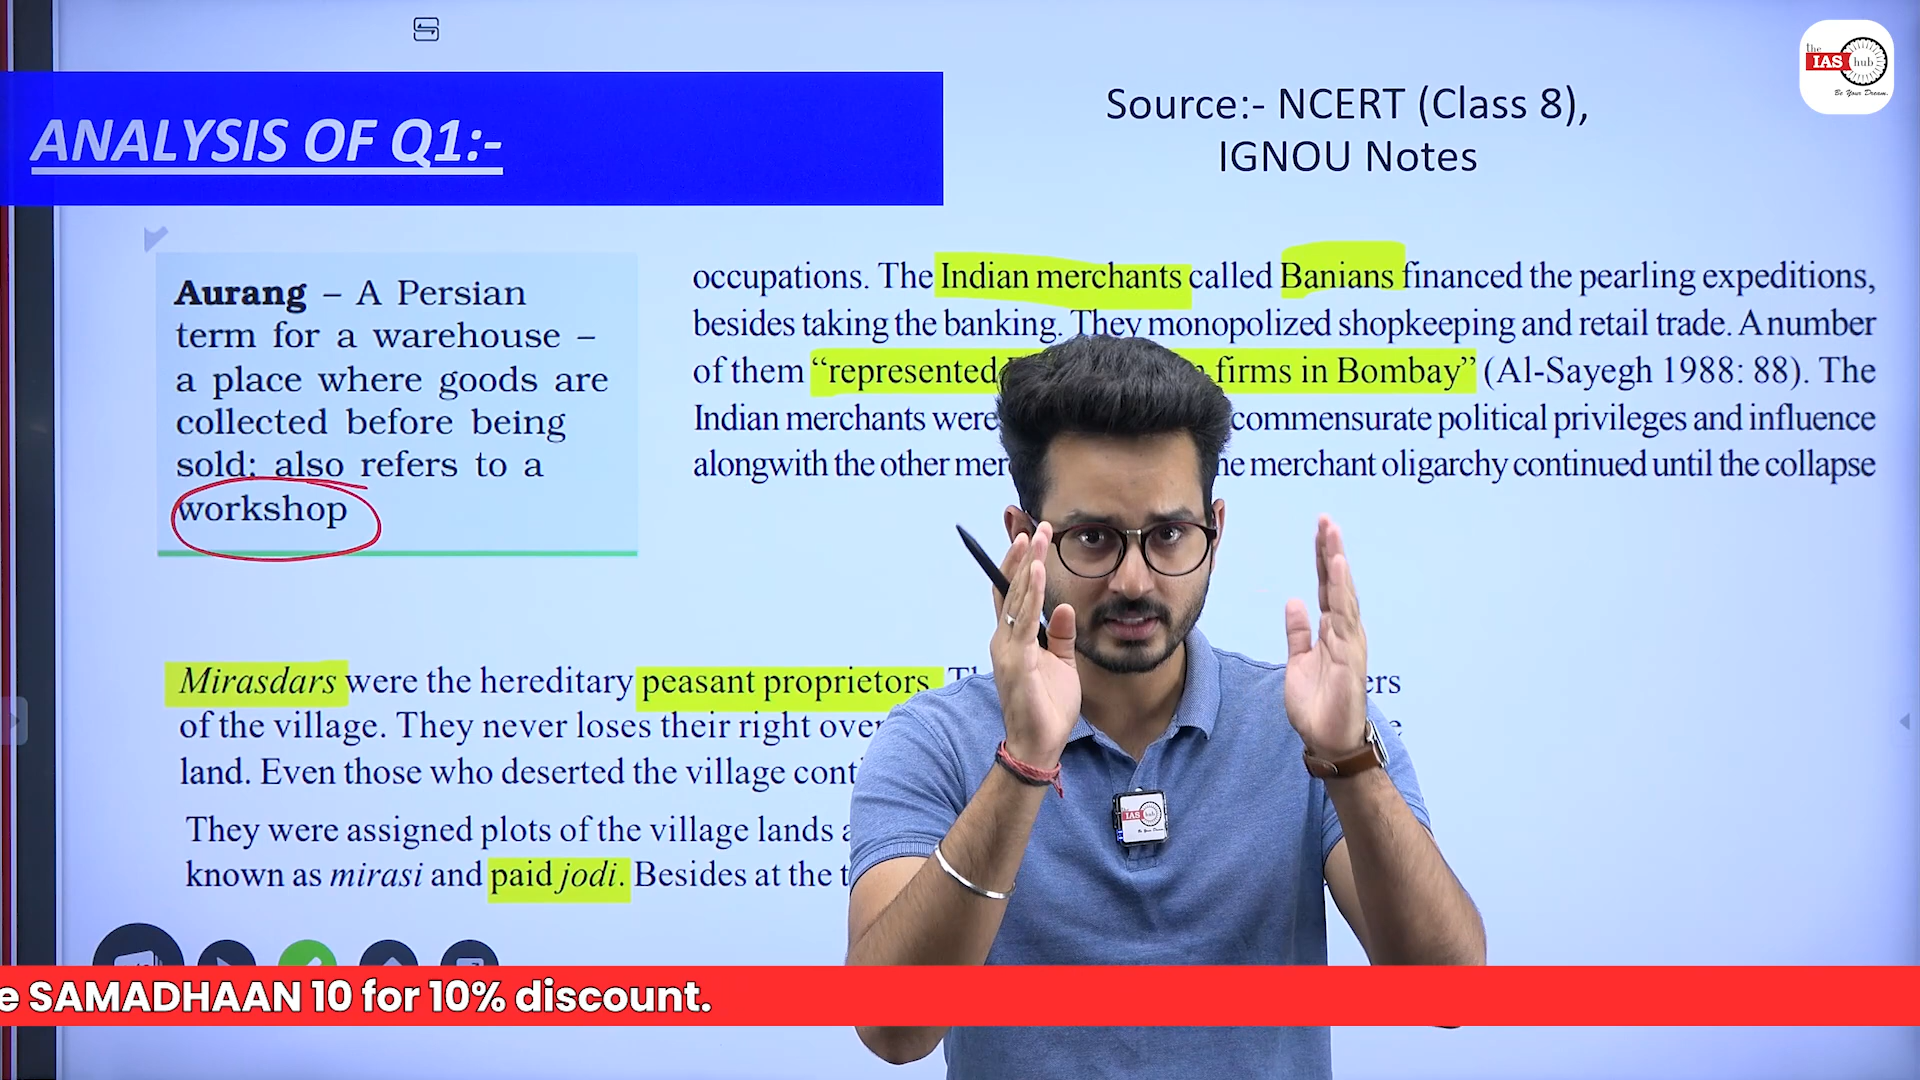 ANALYSIS OF Q1:-
Source:- NCERT (Class 8),
IGNOU Notes
the
IAS hub
Be Your Dream.
Aurang – A Persian
term for a warehouse –
a place where goods are
collected before being
sold; also refers to a
workshop
occupations. The Indian merchants called Banians financed the pearling expeditions,
besides taking the banking. They monopolized shopkeeping and retail trade. A number
of them “represented firms in Bombay” (Al-Sayegh 1988: 88). The
Indian merchants were commensurate political privileges and influence
alongwith the other merchant oligarchy continued until the collapse
Mirasdars were the hereditary peasant proprietors.
of the village. They never loses their right over
land. Even those who deserted the village
They were assigned plots of the village lands
known as mirasi and paid jodi. Besides at the
IAS hub
e SAMADHAAN 10 for 10% discount.